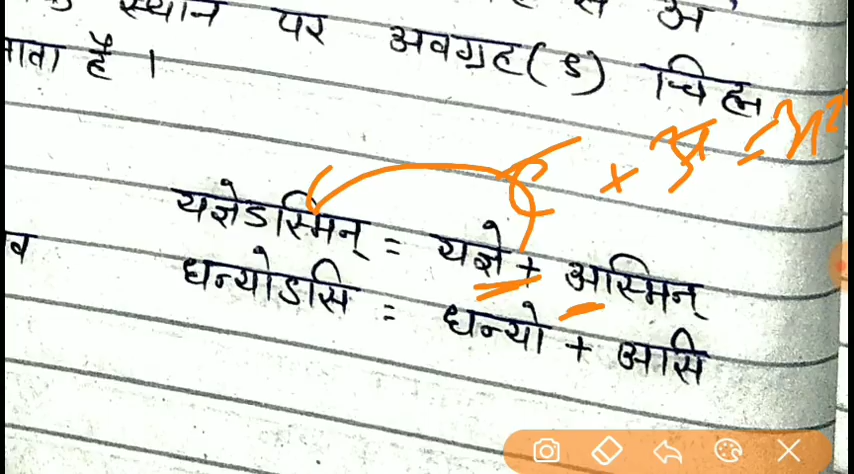 स्थान पर अवग्रह(ऽ) चिह्न
जाता है ।
यज्ञेऽस्मिन् = यज्ञे + अस्मिन्
व
धन्योऽसि = धन्यो + असि